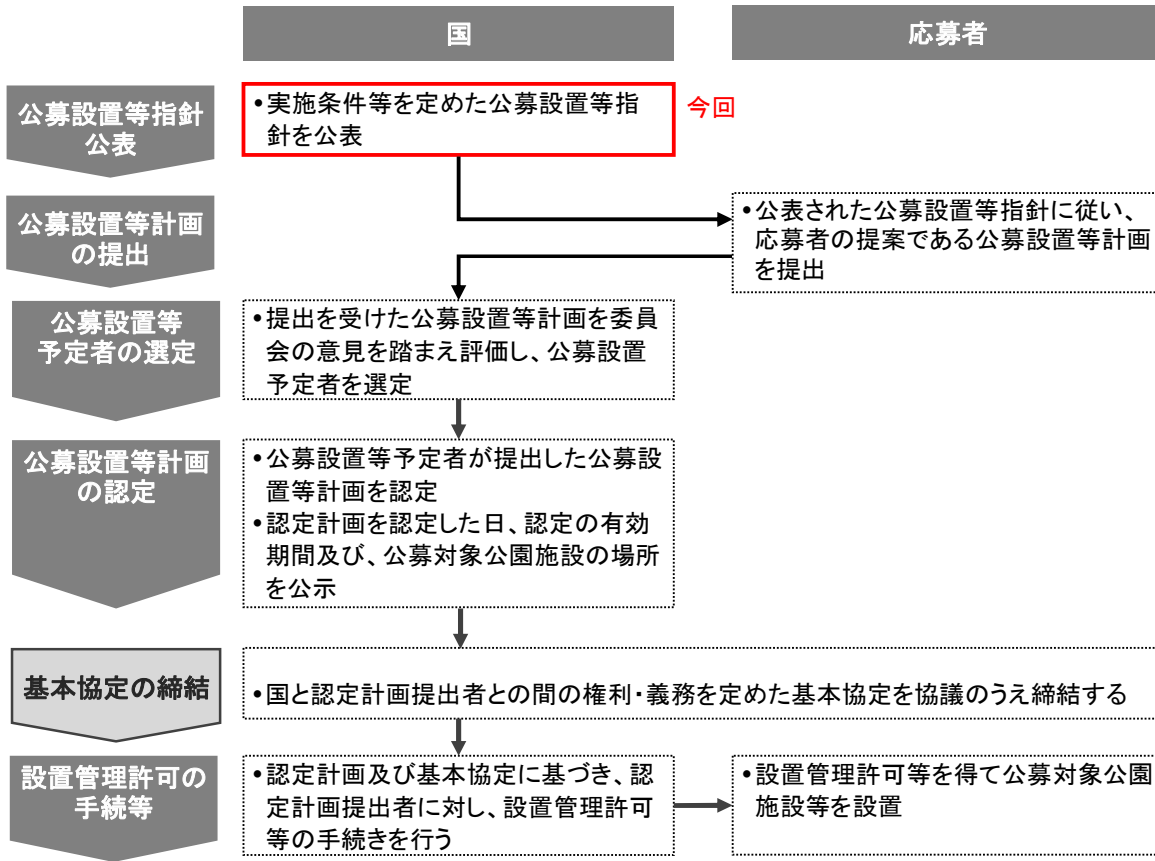 国
応募者
公募設置等指針
公表
•実施条件等を定めた公募設置等指
針を公表
今回
公募設置等計画
の提出
•公表された公募設置等指針に従い、
応募者の提案である公募設置等計画
を提出
公募設置等
予定者の選定
•提出を受けた公募設置等計画を委員
会の意見を踏まえ評価し、公募設置
予定者を選定
公募設置等計画
の認定
•公募設置等予定者が提出した公募設
置等計画を認定
•認定計画を認定した日、認定の有効
期間及び、公募対象公園施設の場所
を公示
基本協定の締結
•国と認定計画提出者との間の権利・義務を定めた基本協定を協議のうえ締結する
設置管理許可の
手続等
•認定計画及び基本協定に基づき、認
定計画提出者に対し、設置管理許可
等の手続きを行う
•設置管理許可等を得て公募対象公園
施設等を設置